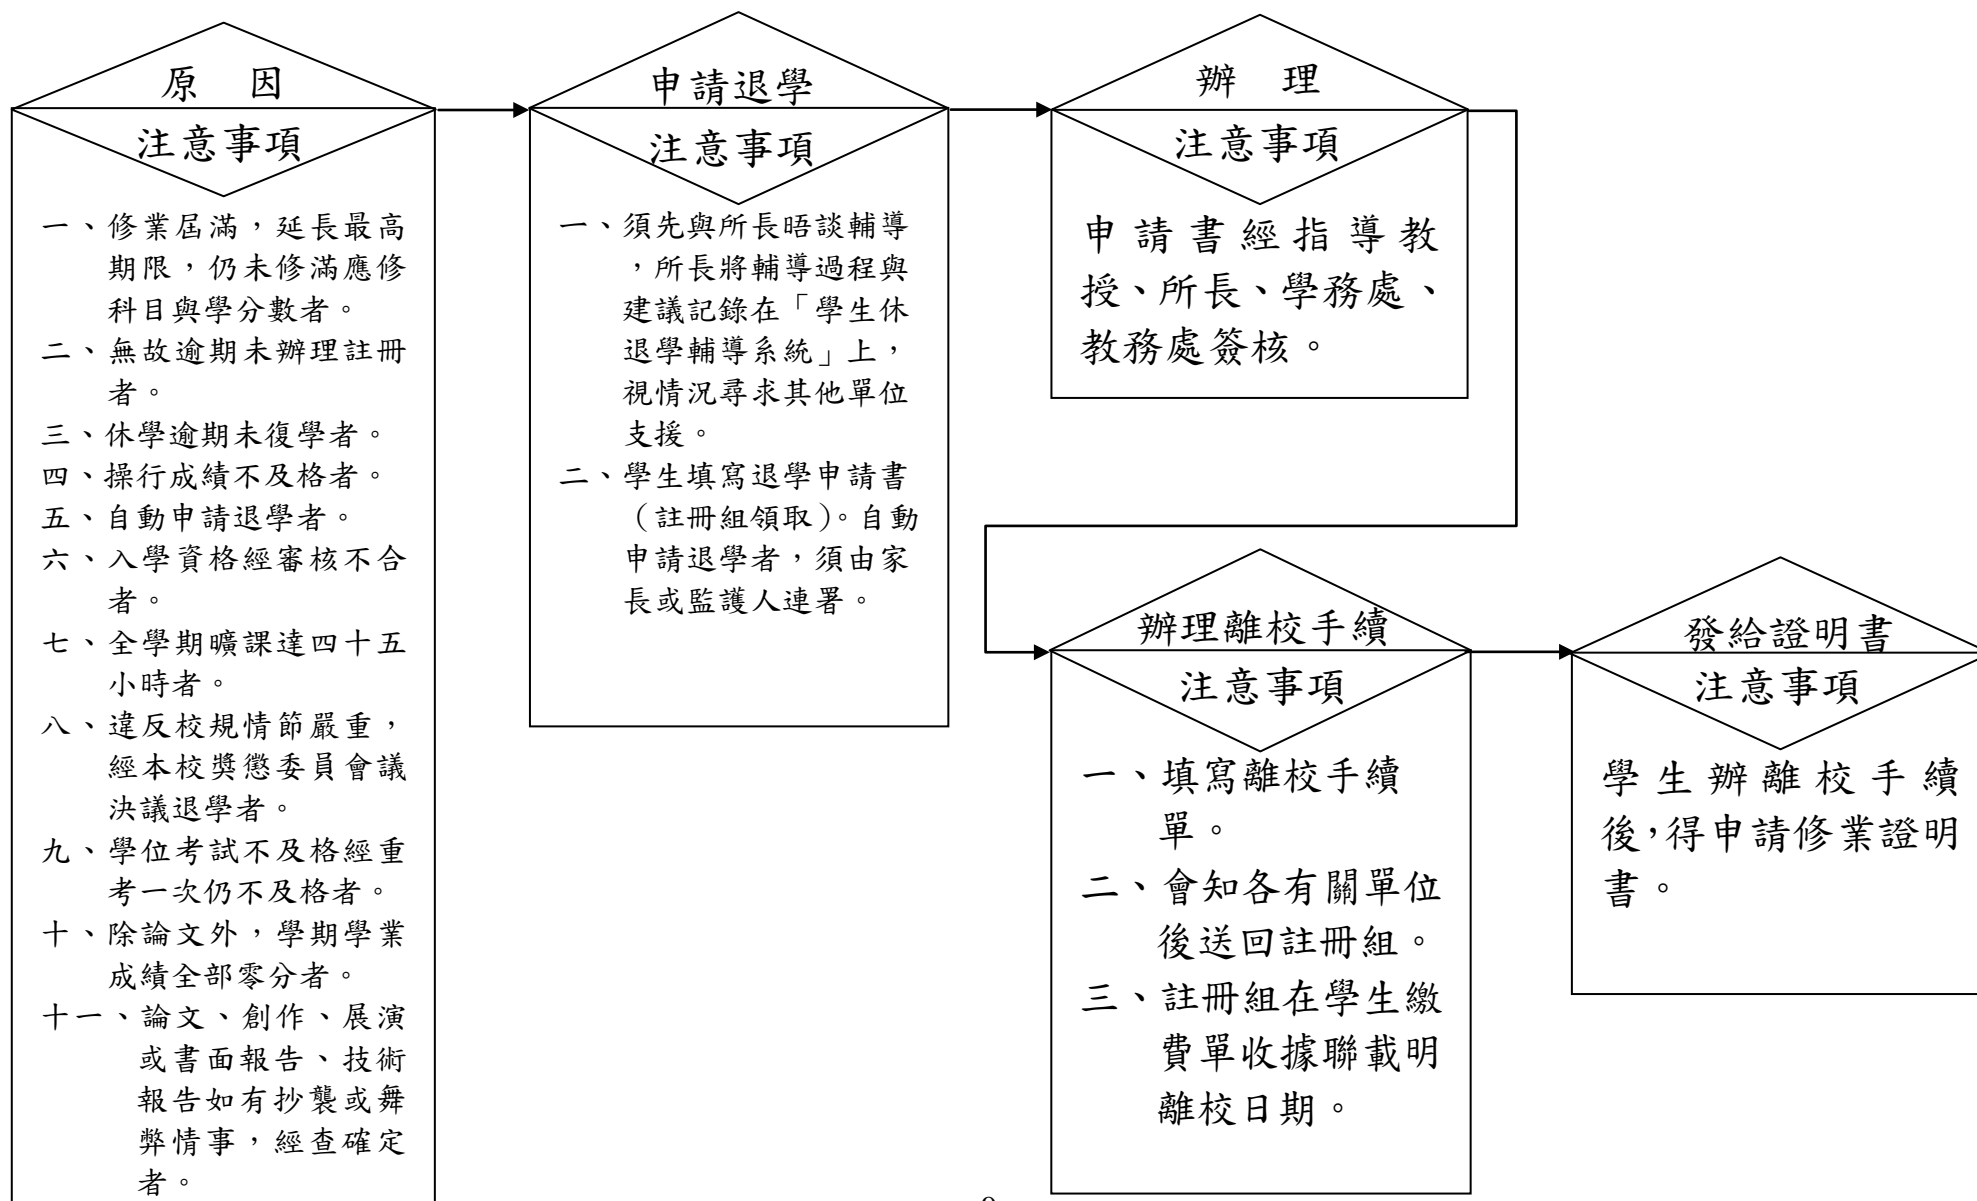 原　因
注意事項
一、修業屆滿，延長最高
期限，仍未修滿應修
科目與學分數者。
二、無故逾期未辦理註冊
者。
三、休學逾期未復學者。
四、操行成績不及格者。
五、自動申請退學者。
六、入學資格經審核不合
者。
七、全學期曠課達四十五
小時者。
八、違反校規情節嚴重，
經本校獎懲委員會議
決議退學者。
九、學位考試不及格經重
考一次仍不及格者。
十、除論文外，學期學業
成績全部零分者。
十一、論文、創作、展演
或書面報告、技術
報告如有抄襲或舞
弊情事，經查確定
者。
申請退學
注意事項
一、須先與所長晤談輔導
，所長將輔導過程與
建議記錄在「學生休
退學輔導系統」上，
視情況尋求其他單位
支援。
二、學生填寫退學申請書
（註冊組領取）。自動
申請退學者，須由家
長或監護人連署。
辦　理
注意事項
申請書經指導教
授、所長、學務處、
教務處簽核。
辦理離校手續
注意事項
一、填寫離校手續
單。
二、會知各有關單位
後送回註冊組。
三、註冊組在學生繳
費單收據聯載明
離校日期。
發給證明書
注意事項
學生辦離校手續
後，得申請修業證明
書。